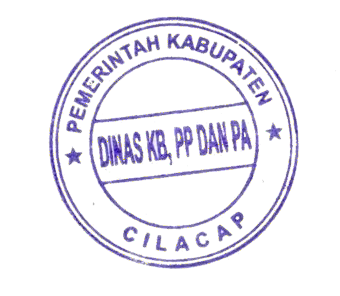 PEMERINTAH KABUPATEN
DINAS KB, PP DAN PA
CILACAP